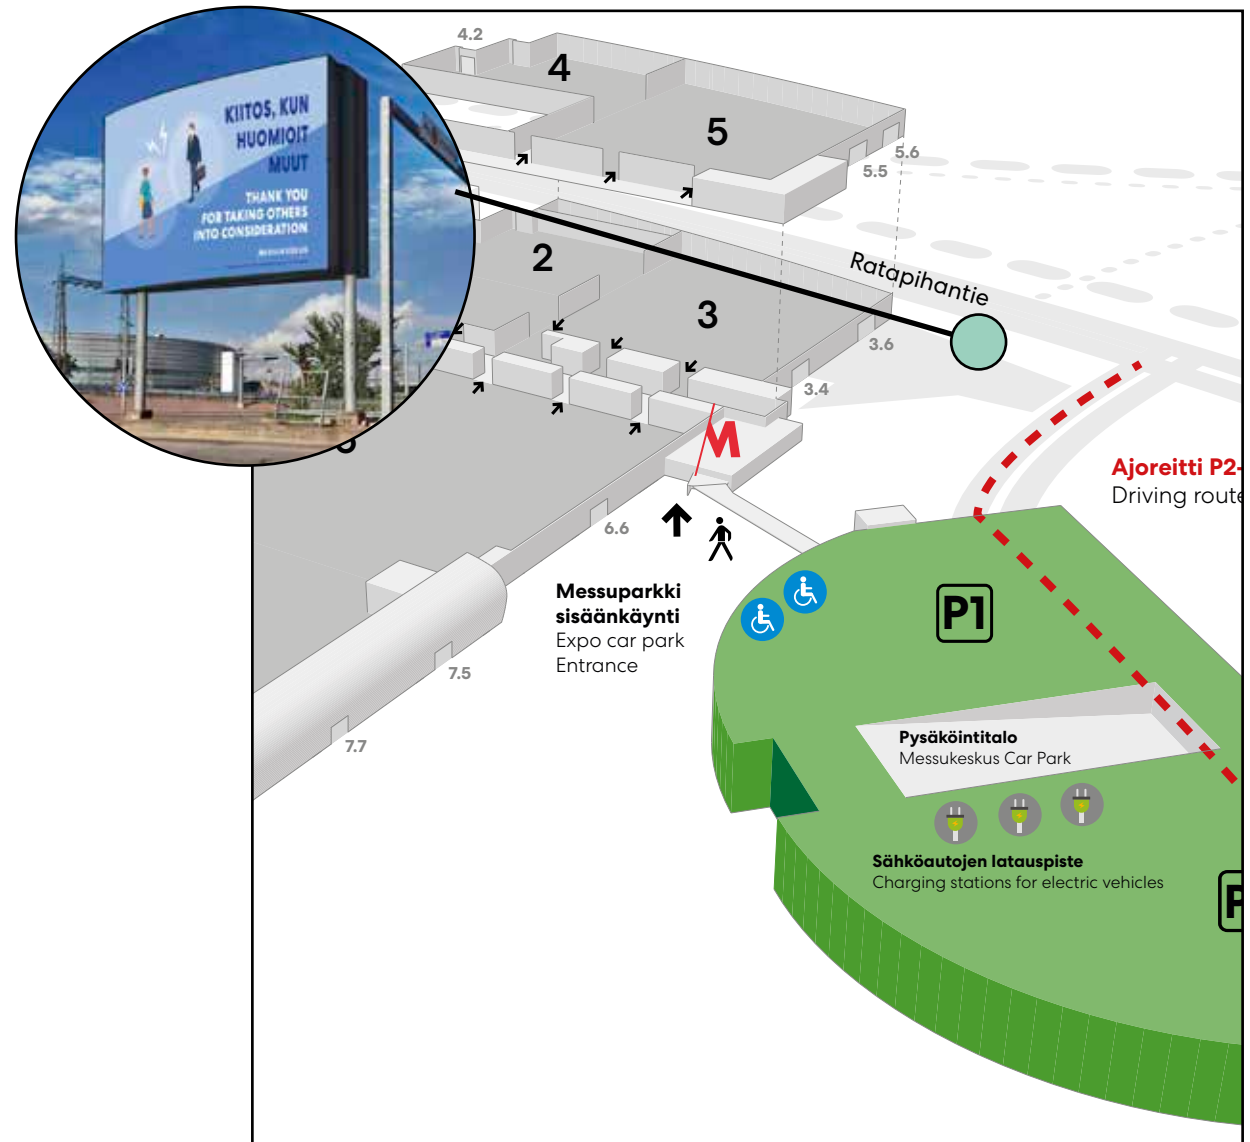 KIITOS, KUN
HUOMIOIT
MUUT
THANK YOU
FOR TAKING OTHERS
INTO CONSIDERATION
4.2
4
5
5.6
5.5
2
3
Ratapihantie
3.6
3.4
M
6.6
Ajoreitti P2-
Driving route
Messuparkki
sisäänkäynti
Expo car park
Entrance
P1
7.5
7.7
Pysäköintitalo
Messukeskus Car Park
Sähköautojen latauspiste
Charging stations for electric vehicles
P